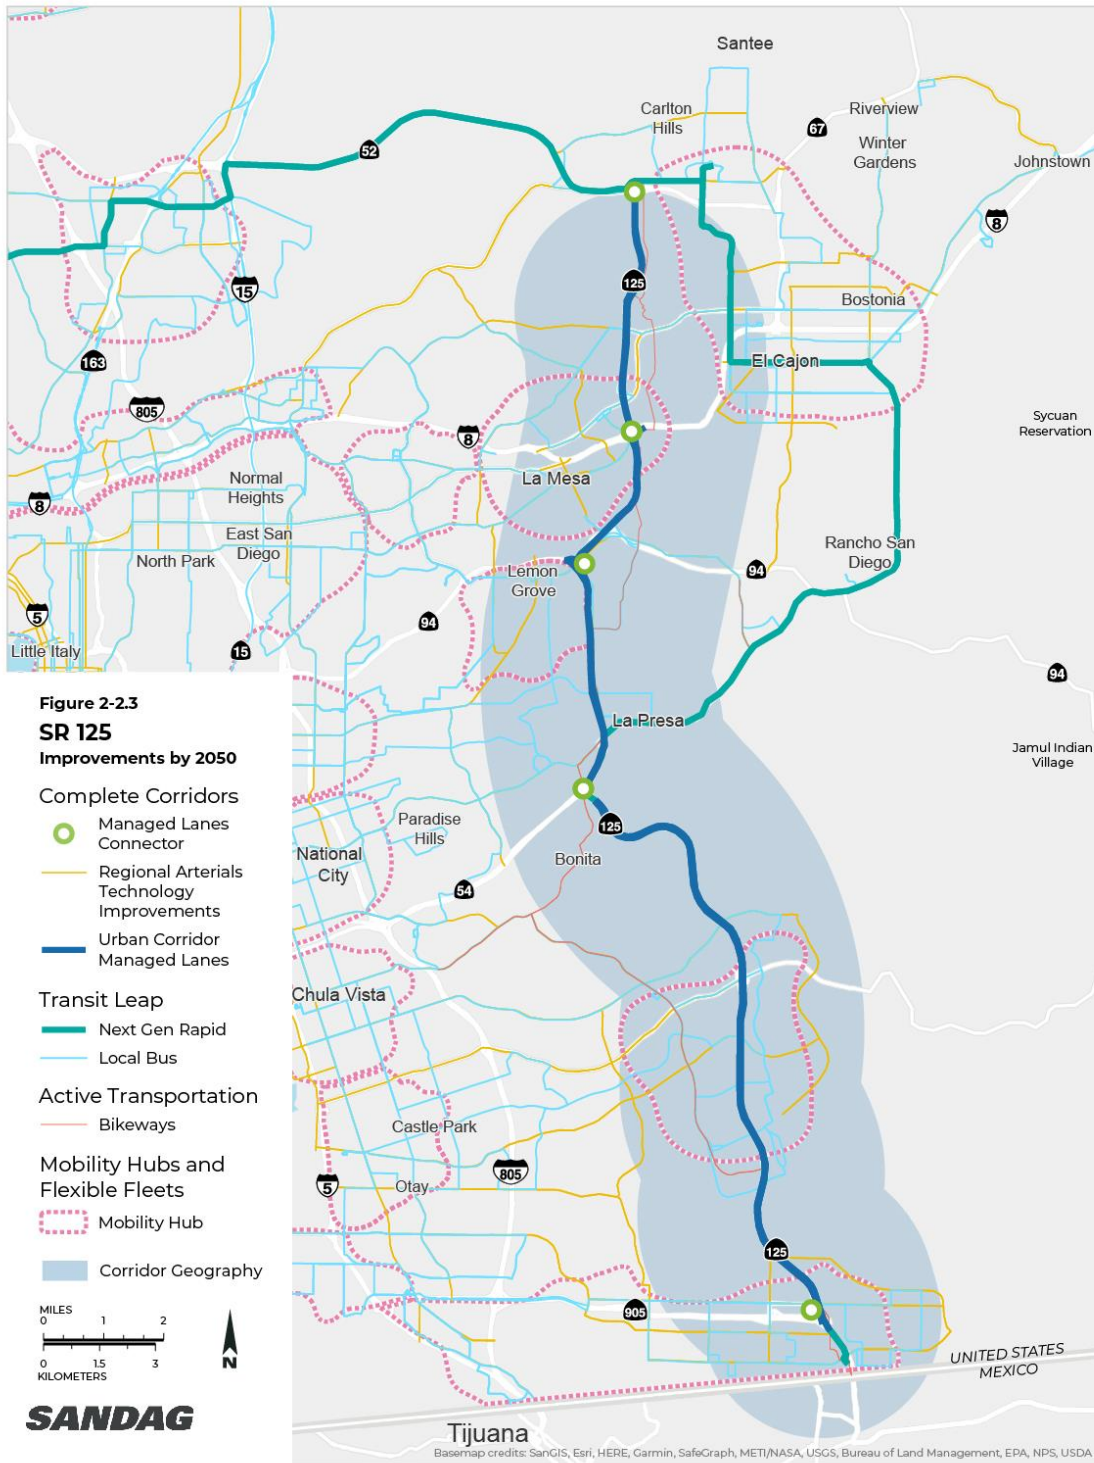 Santee
Carlton
Hills
67
Riverview
Winter
Gardens
Johnstown
52
8
125
15
Bostonia
163
El Cajon
805
8
Sycuan
Reservation
La Mesa
Normal
Heights
8
East San
Diego
North Park
Rancho San
Diego
Lemon
Grove
94
5
94
15
Little Italy
94
La Presa
Jamul Indian
Village
125
Paradise
Hills
National
City
Bonita
54
Chula Vista
Castle Park
805
5
Otay
125
905
UNITED STATES
MEXICO
Tijuana
Figure 2-2.3
SR 125
Improvements by 2050
Complete Corridors
Managed Lanes
Connector
Regional Arterials
Technology
Improvements
Urban Corridor
Managed Lanes
Transit Leap
Next Gen Rapid
Local Bus
Active Transportation
Bikeways
Mobility Hubs and
Flexible Fleets
Mobility Hub
Corridor Geography
MILES
0 1 2
0 1.5 3
KILOMETERS
N
SANDAG
Basemap credits: SanGIS, Esri, HERE, Garmin, SafeGraph, METI/NASA, USGS, Bureau of Land Management, EPA, NPS, USDA